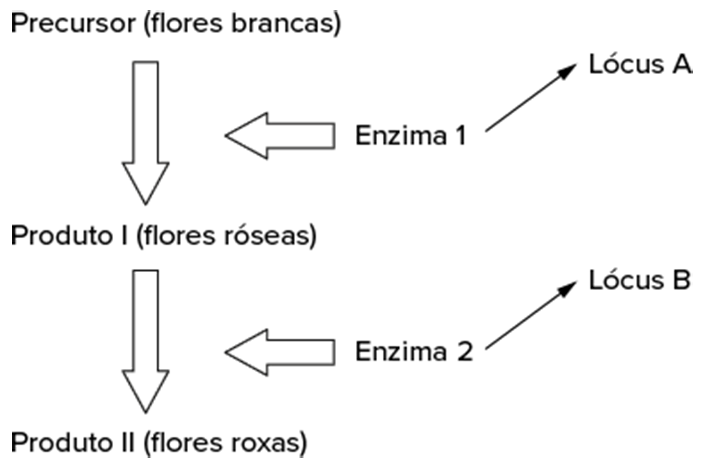 Precursor (flores brancas)
Lócus A
Enzima 1
Produto I (flores róseas)
Lócus B
Enzima 2
Produto II (flores roxas)